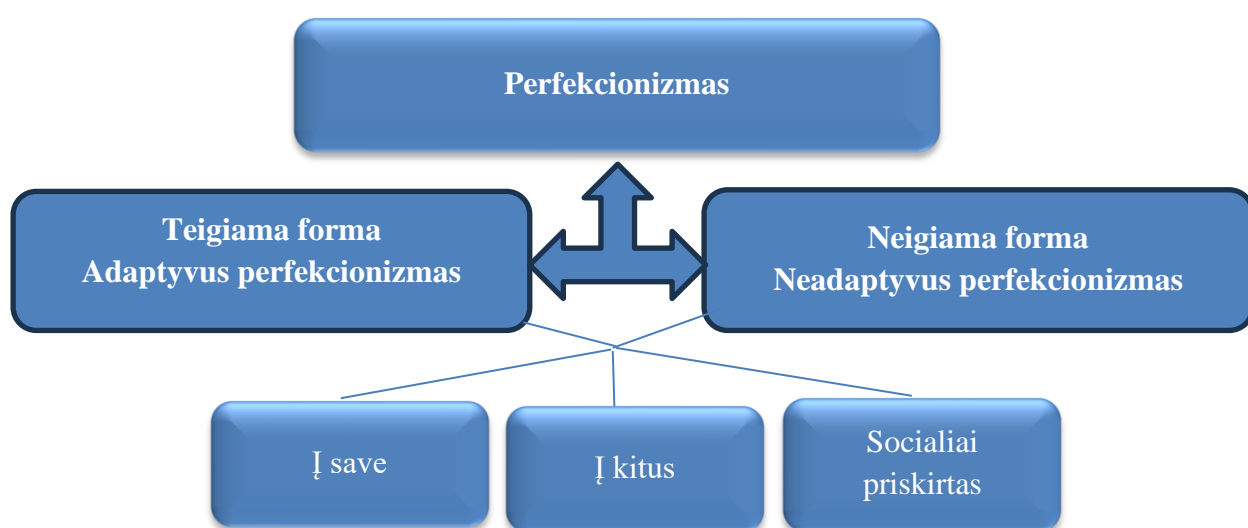 Perfekcionizmas
Teigiama forma
Adaptyvus perfekcionizmas
Neigiama forma
Neadaptyvus perfekcionizmas
Į save
Į kitus
Socialiai
priskirtas